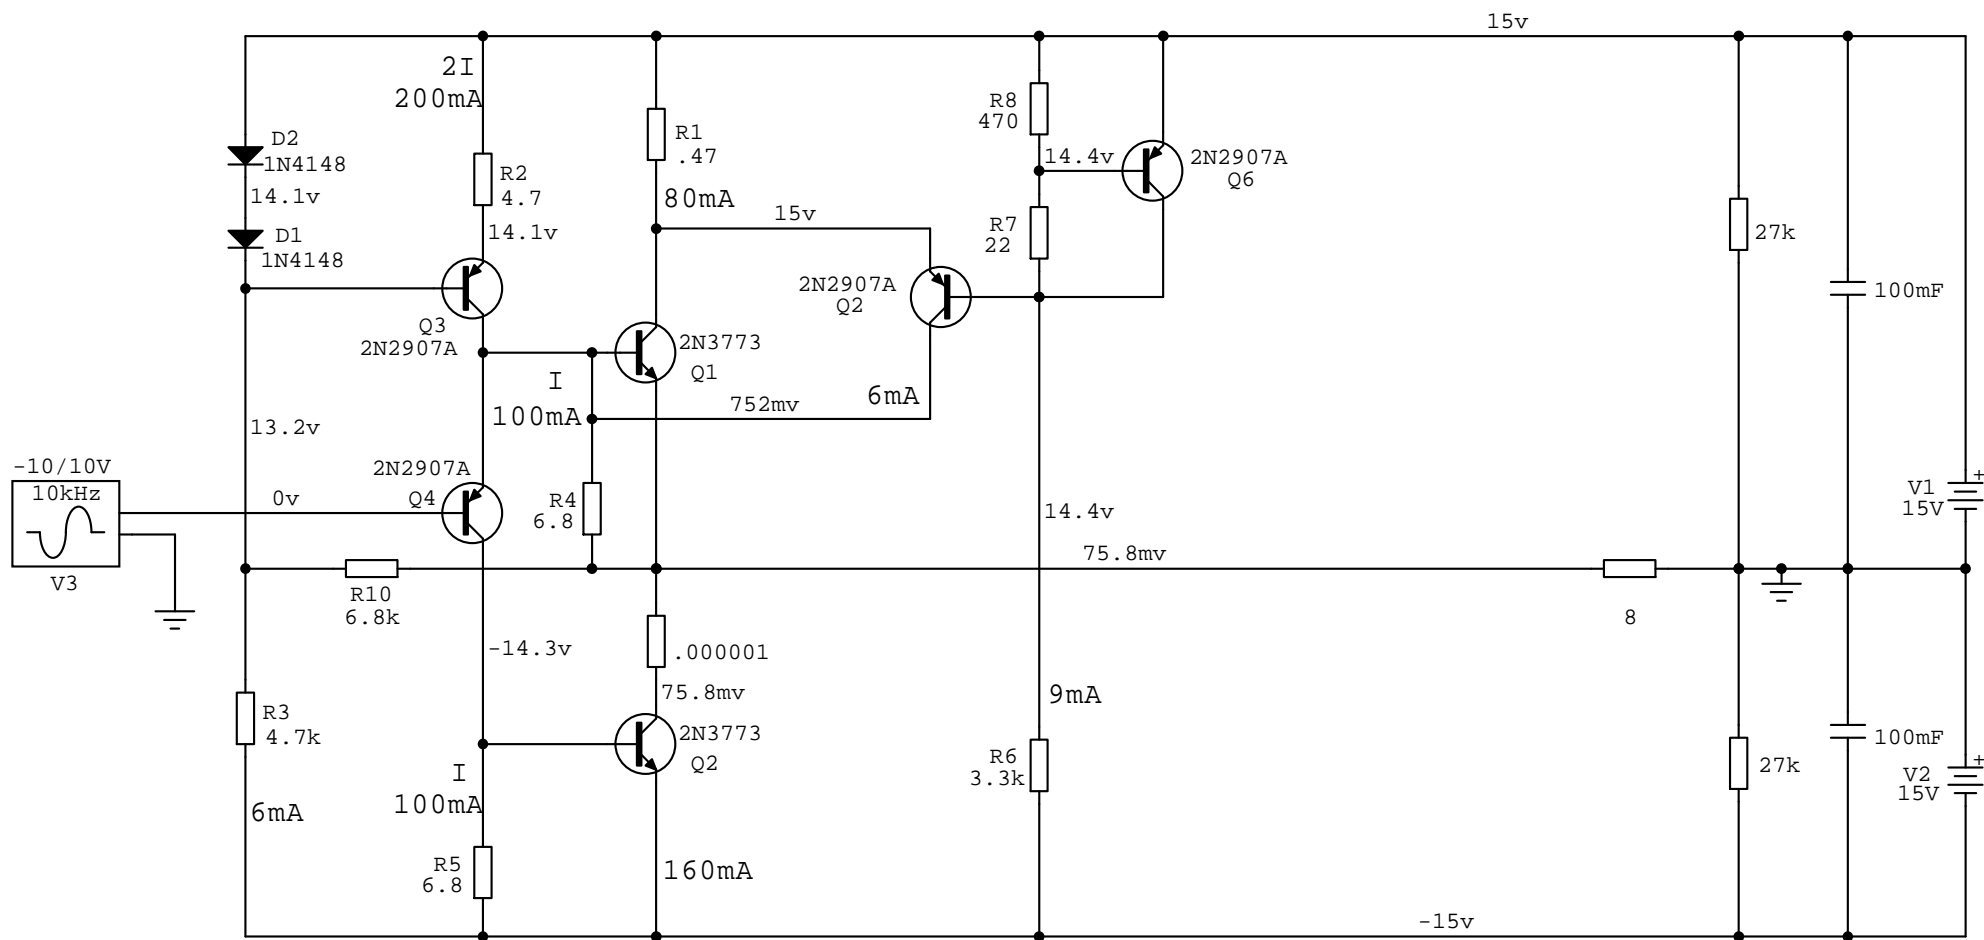 15v
2I
200mA
D2
1N4148
14.1v
D1
1N4148
R2
4.7
14.1v
R1
.47
80mA
15v
R8
470
14.4v
2N2907A
Q6
R7
22
2N2907A
Q2
27k
100mF
Q3
2N2907A
2N3773
Q1
I
100mA
752mv
6mA
13.2v
-10/10V
10kHz
V3
0v
2N2907A
Q4
R4
6.8
14.4v
75.8mv
V1
15V
+
R10
6.8k
8
-14.3v
.000001
75.8mv
9mA
R3
4.7k
2N3773
Q2
R6
3.3k
27k
100mF
V2
15V
+
I
100mA
6mA
R5
6.8
160mA
-15v